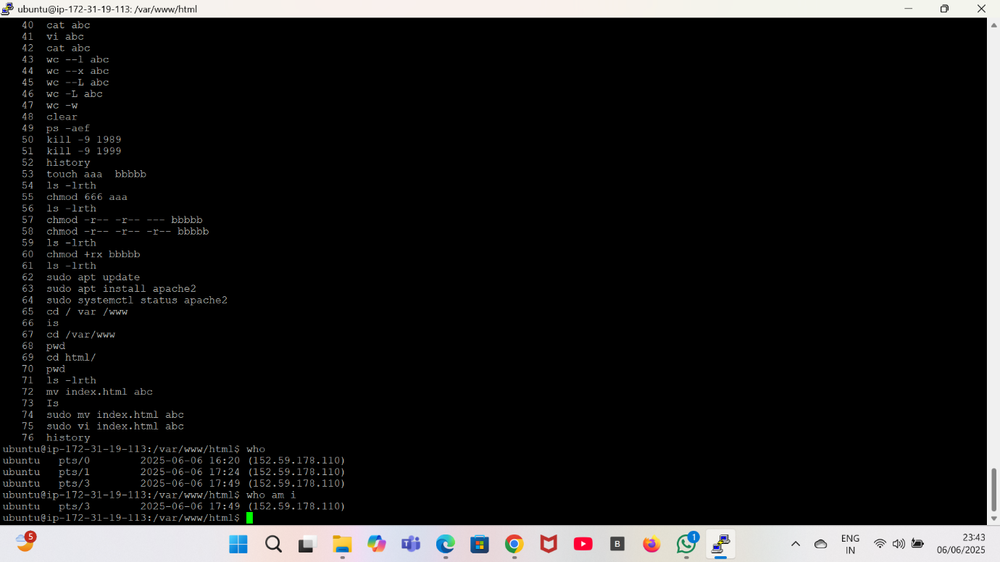 ubuntu@ip-172-31-19-113: /var/www/html
40 cat abc
41 vi abc
42 cat abc
43 wc --l abc
44 wc --x abc
45 wc --L abc
46 wc -L abc
47 wc -w
48 clear
49 ps -aef
50 kill -9 1989
51 kill -9 1999
52 history
53 touch aaa  bbbbb
54 ls -lrth
55 chmod 666 aaa
56 ls -lrth
57 chmod -r-- -r-- --- bbbbb
58 chmod -r-- -r-- -r-- bbbbb
59 ls -lrth
60 chmod +rx bbbbb
61 ls -lrth
62 sudo apt update
63 sudo apt install apache2
64 sudo systemctl status apache2
65 cd / var /www
66 is
67 cd /var/www
68 pwd
69 cd html/
70 pwd
71 ls -lrth
72 mv index.html abc
73 Is
74 sudo mv index.html abc
75 sudo vi index.html abc
76 history
ubuntu@ip-172-31-19-113:/var/www/html$ who
ubuntu pts/0 2025-06-06 16:20 (152.59.178.110)
ubuntu pts/1 2025-06-06 17:24 (152.59.178.110)
ubuntu pts/3 2025-06-06 17:49 (152.59.178.110)
ubuntu@ip-172-31-19-113:/var/www/html$ who am i
ubuntu pts/3 2025-06-06 17:49 (152.59.178.110)
ubuntu@ip-172-31-19-113:/var/www/html$
5
B
1
ENG
IN
23:43
06/06/2025